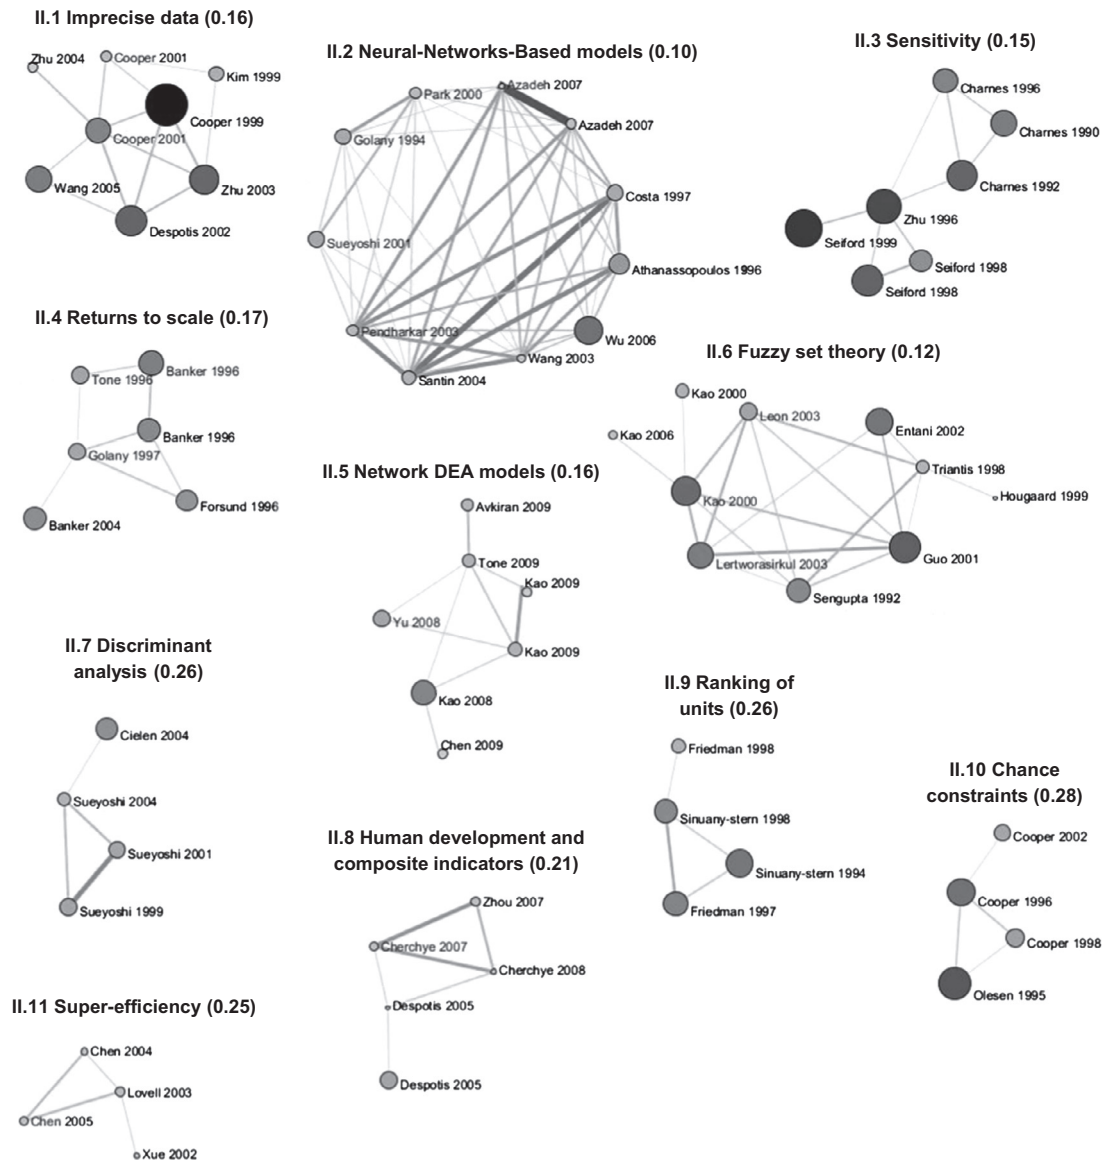 II.1 Imprecise data (0.16)
Zhu 2004
Cooper 2001
Kim 1999
Cooper 1999
Cooper 2001
Wang 2005
Zhu 2003
Despotis 2002
II.2 Neural-Networks-Based models (0.10)
Park 2000
Azadeh 2007
Golany 1994
Azadeh 2007
Costa 1997
Sueyoshi 2001
Athanassopoulos 1996
Pendharkar 2003
Wu 2006
Wang 2003
Santin 2004
II.3 Sensitivity (0.15)
Charnes 1996
Charnes 1990
Charnes 1992
Zhu 1996
Seiford 1999
Seiford 1998
Seiford 1998
II.4 Returns to scale (0.17)
Tone 1996
Banker 1996
Banker 1996
Golany 1997
Forsund 1996
Banker 2004
II.5 Network DEA models (0.16)
Avkiran 2009
Tone 2009
Kao 2009
Yu 2008
Kao 2009
Kao 2008
Chen 2009
II.6 Fuzzy set theory (0.12)
Kao 2000
Leon 2003
Entani 2002
Kao 2006
Triantis 1998
Kao 2000
Hougaard 1999
Guo 2001
Lertworasirkul 2003
Sengupta 1992
II.7 Discriminant
analysis (0.26)
Cielen 2004
Sueyoshi 2004
Sueyoshi 2001
Sueyoshi 1999
II.8 Human development and
composite indicators (0.21)
Zhou 2007
Cherchye 2007
Cherchye 2008
Despotis 2005
Despotis 2005
II.9 Ranking of
units (0.26)
Friedman 1998
Sinuany-stern 1998
Sinuany-stern 1994
Friedman 1997
II.10 Chance
constraints (0.28)
Cooper 2002
Cooper 1996
Cooper 1998
Olesen 1995
II.11 Super-efficiency (0.25)
Chen 2004
Lovell 2003
Chen 2005
Xue 2002